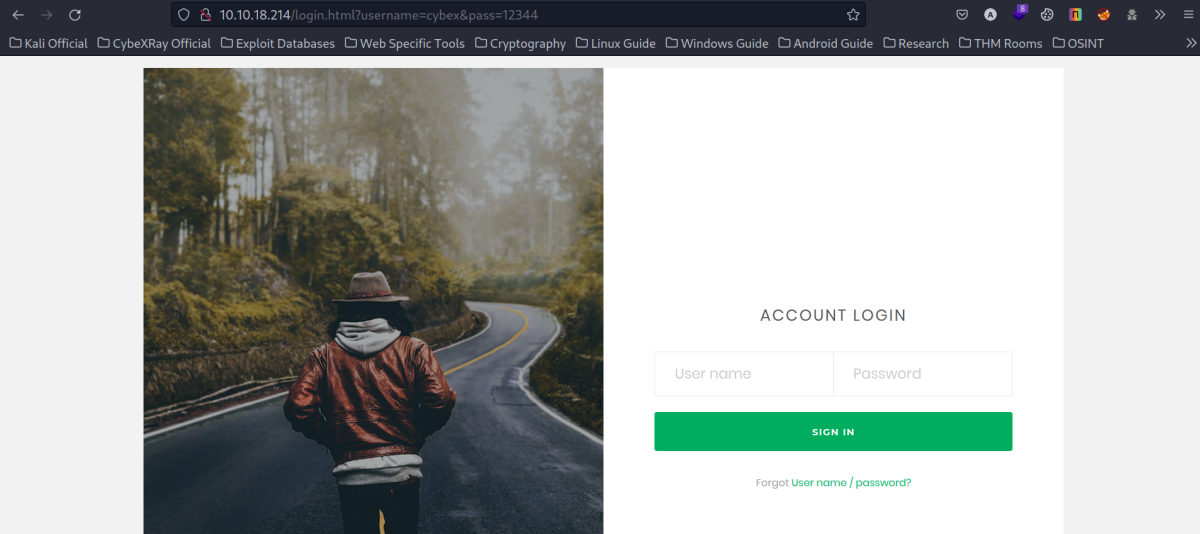 10.10.18.214/login.html?username=cybex&pass=12344
A
8
Kali Official CybeXRay Official Exploit Databases Web Specific Tools Cryptography Linux Guide Windows Guide Android Guide Research THM Rooms OSINT
ACCOUNT LOGIN
User name Password
SIGN IN
Forgot User name / password?